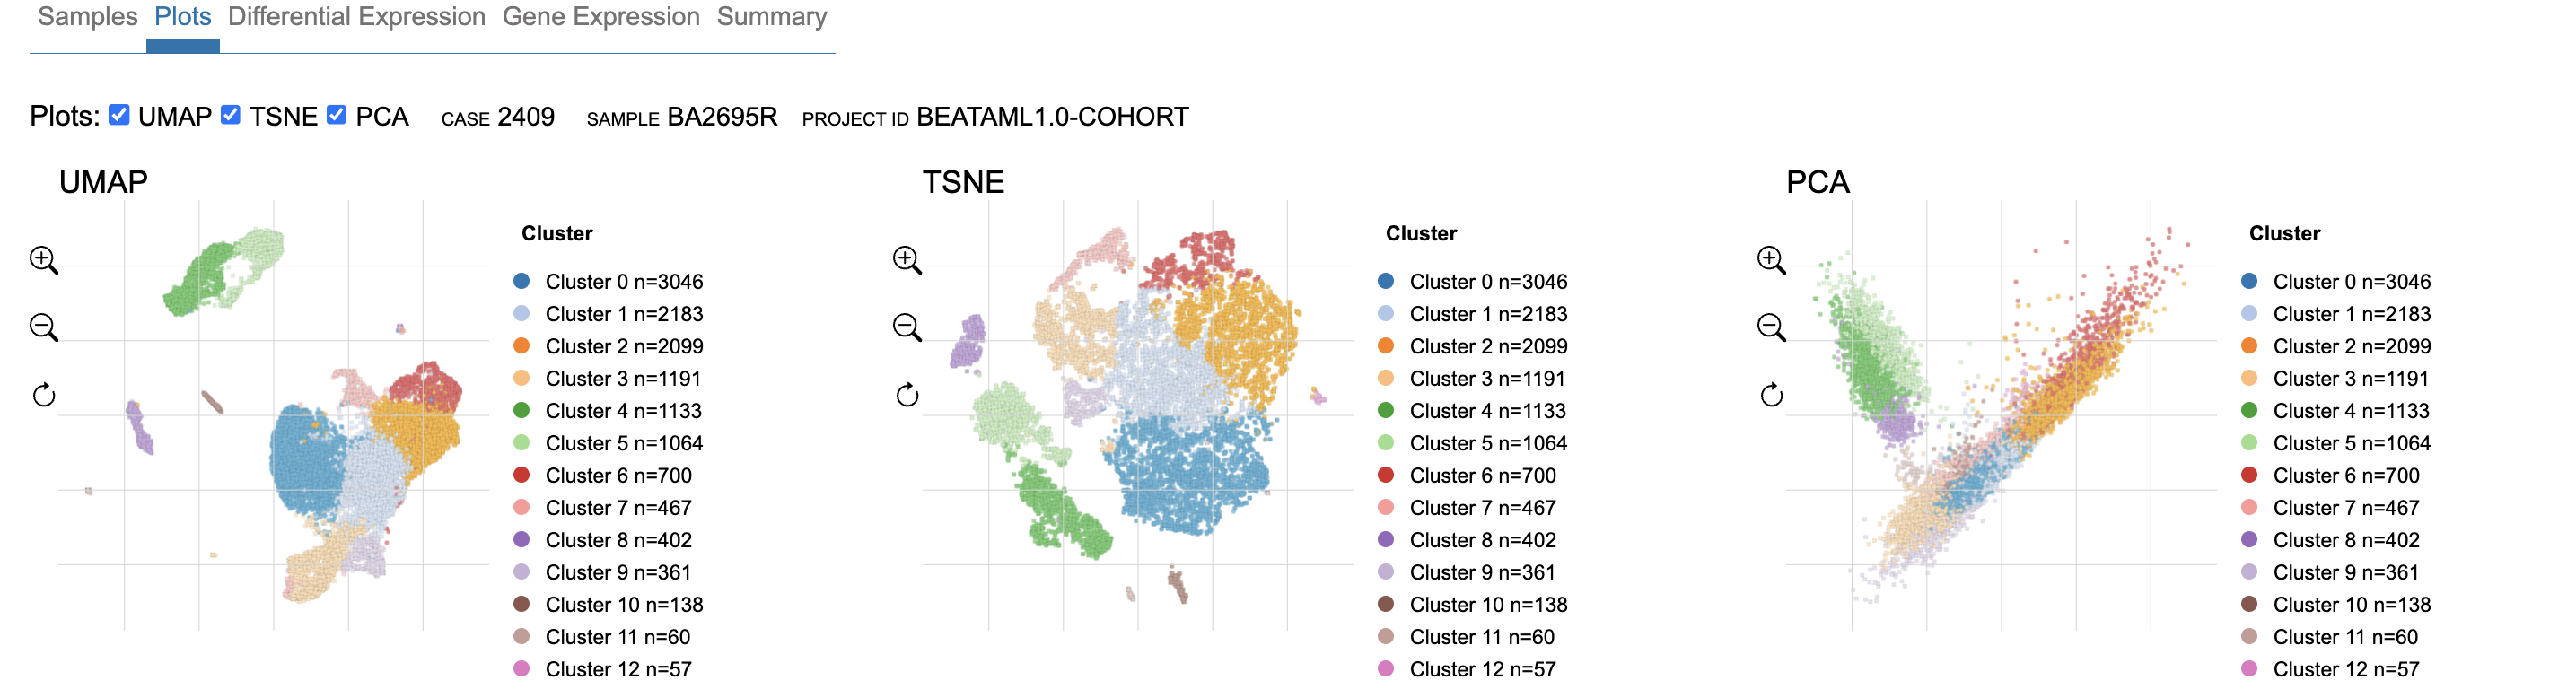 Samples Plots Differential Expression Gene Expression Summary
Plots: UMAP TSNE PCA CASE 2409 SAMPLE BA2695R PROJECT ID BEATAML1.0-COHORT
UMAP
Cluster
Cluster 0 n=3046
Cluster 1 n=2183
Cluster 2 n=2099
Cluster 3 n=1191
Cluster 4 n=1133
Cluster 5 n=1064
Cluster 6 n=700
Cluster 7 n=467
Cluster 8 n=402
Cluster 9 n=361
Cluster 10 n=138
Cluster 11 n=60
Cluster 12 n=57
TSNE
Cluster
Cluster 0 n=3046
Cluster 1 n=2183
Cluster 2 n=2099
Cluster 3 n=1191
Cluster 4 n=1133
Cluster 5 n=1064
Cluster 6 n=700
Cluster 7 n=467
Cluster 8 n=402
Cluster 9 n=361
Cluster 10 n=138
Cluster 11 n=60
Cluster 12 n=57
PCA
Cluster
Cluster 0 n=3046
Cluster 1 n=2183
Cluster 2 n=2099
Cluster 3 n=1191
Cluster 4 n=1133
Cluster 5 n=1064
Cluster 6 n=700
Cluster 7 n=467
Cluster 8 n=402
Cluster 9 n=361
Cluster 10 n=138
Cluster 11 n=60
Cluster 12 n=57